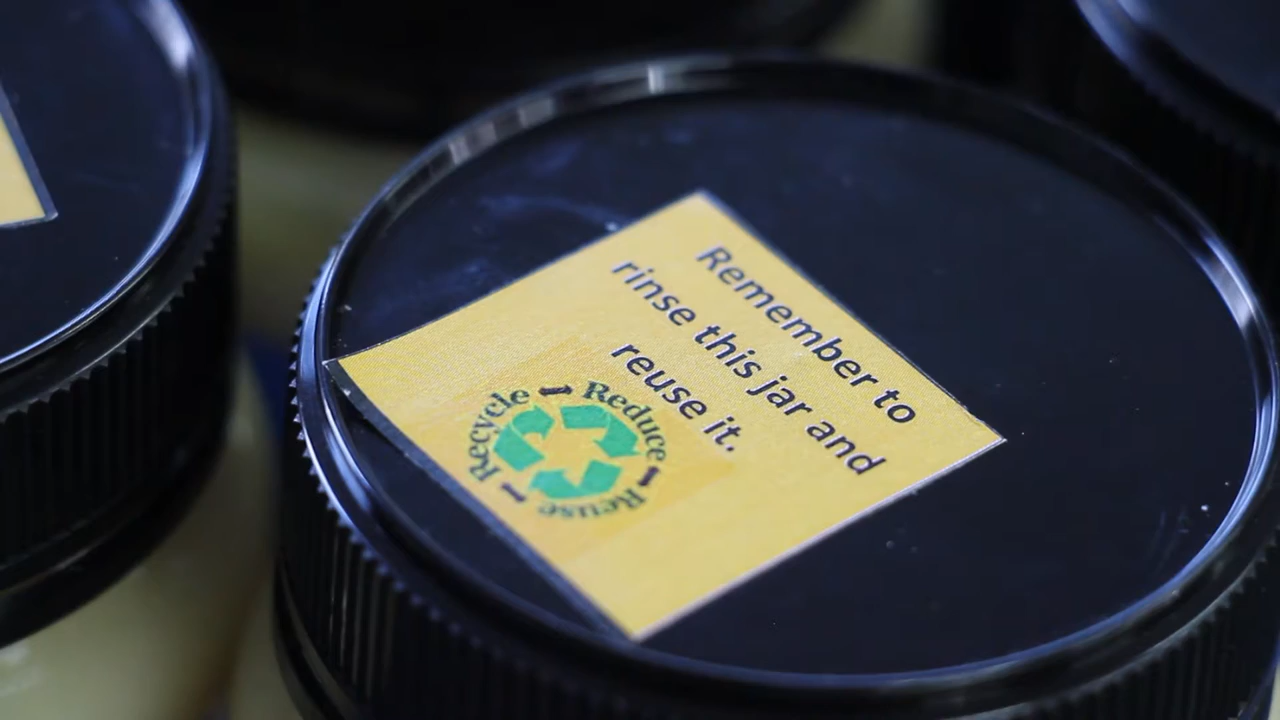 Remember to
rinse this jar and
reuse it.
Reduce - Reuse - Recycle -